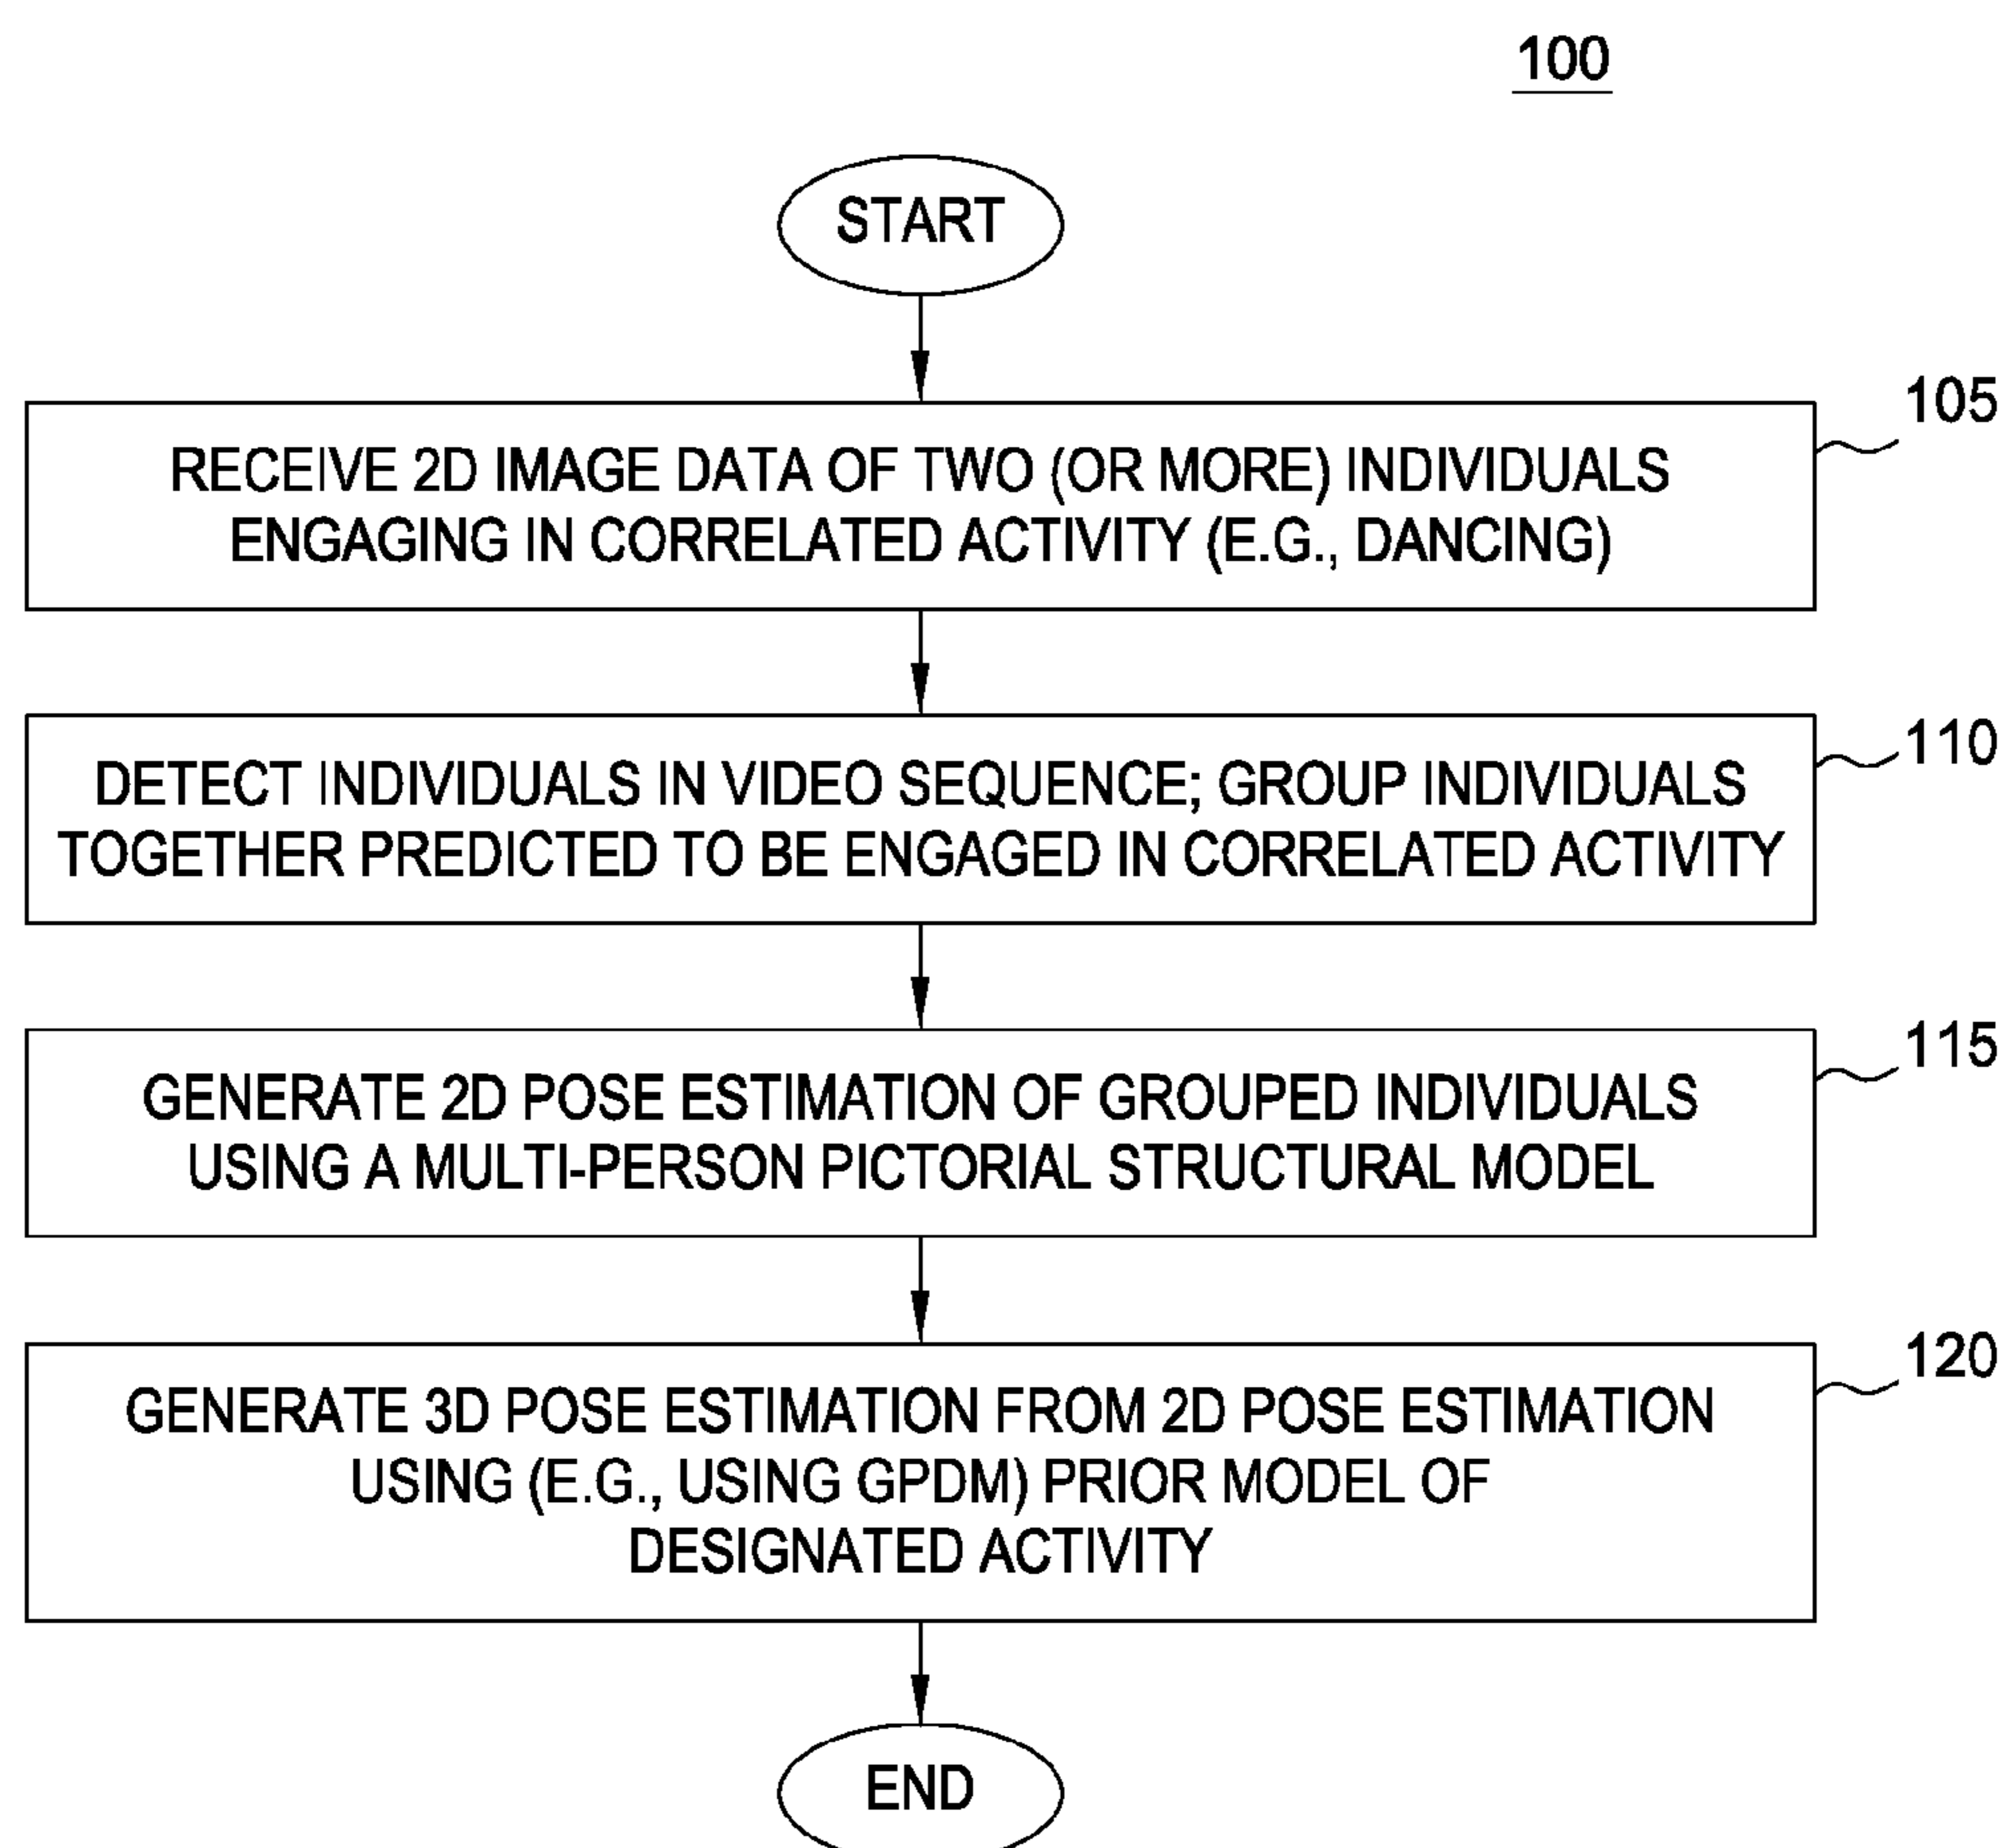 100
START
105
RECEIVE 2D IMAGE DATA OF TWO (OR MORE) INDIVIDUALS
ENGAGING IN CORRELATED ACTIVITY (E.G., DANCING)
110
DETECT INDIVIDUALS IN VIDEO SEQUENCE; GROUP INDIVIDUALS
TOGETHER PREDICTED TO BE ENGAGED IN CORRELATED ACTIVITY
115
GENERATE 2D POSE ESTIMATION OF GROUPED INDIVIDUALS
USING A MULTI-PERSON PICTORIAL STRUCTURAL MODEL
120
GENERATE 3D POSE ESTIMATION FROM 2D POSE ESTIMATION
USING (E.G., USING GPDM) PRIOR MODEL OF
DESIGNATED ACTIVITY
END